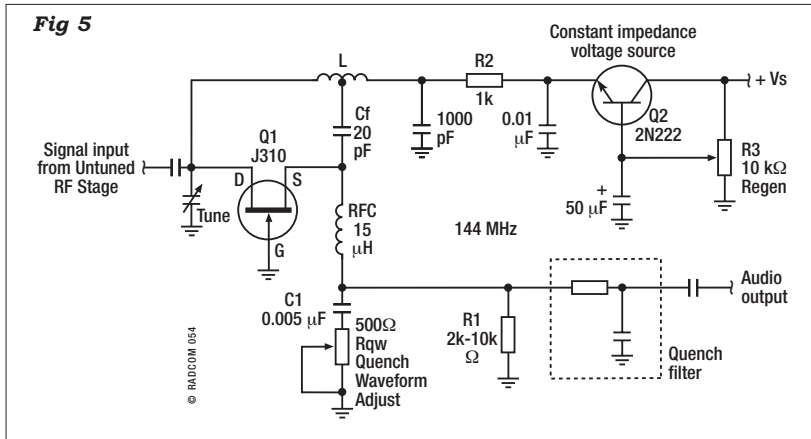 Fig 5
Constant impedance
voltage source
L
R2
1k
+ Vs
Cf
20
pF
1000
pF
0.01
µF
Q2
2N222
Q1
J310
Signal input
from Untuned
RF Stage
D
S
G
Tune
R3
10 kΩ
Regen
+
50 µF
RFC
15
µH
144 MHz
Audio
output
C1
0.005 µF
500Ω
Rqw
Quench
Waveform
Adjust
R1
2k-10k
Ω
Quench
filter
© RADCOM 054